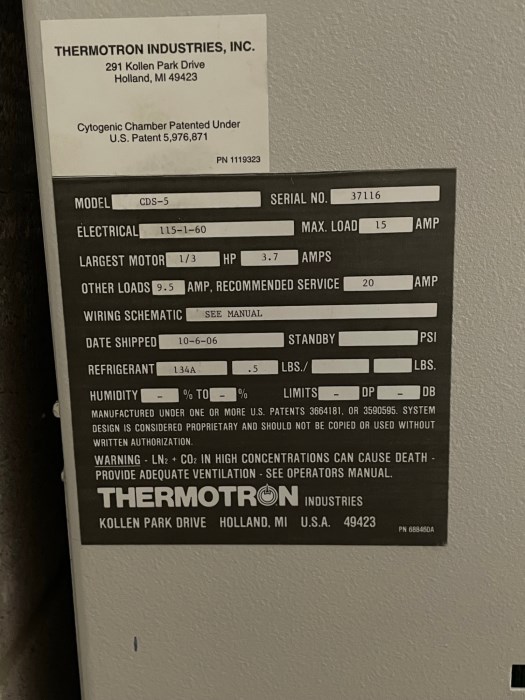 THERMOTRON INDUSTRIES, INC.
291 Kollen Park Drive
Holland, MI 49423
Cytogenic Chamber Patented Under
U.S. Patent 5,976,871
PN 1119323
MODEL CDS-5 SERIAL NO. 37116
ELECTRICAL 115-1-60 MAX. LOAD 15 AMP
LARGEST MOTOR 1/3 HP 3.7 AMPS
OTHER LOADS 9.5 AMP, RECOMMENDED SERVICE 20 AMP
WIRING SCHEMATIC SEE MANUAL
DATE SHIPPED 10-6-06 STANDBY PSI
REFRIGERANT 134A .5 LBS./ LBS.
HUMIDITY - % TO - % LIMITS - DP - DB
MANUFACTURED UNDER ONE OR MORE U.S. PATENTS 3664181, OR 3590595. SYSTEM
DESIGN IS CONSIDERED PROPRIETARY AND SHOULD NOT BE COPIED OR USED WITHOUT
WRITTEN AUTHORIZATION.
WARNING - LN₂ + CO₂ IN HIGH CONCENTRATIONS CAN CAUSE DEATH -
PROVIDE ADEQUATE VENTILATION - SEE OPERATORS MANUAL.
THERMOTRON INDUSTRIES
KOLLEN PARK DRIVE HOLLAND, MI U.S.A. 49423
PN